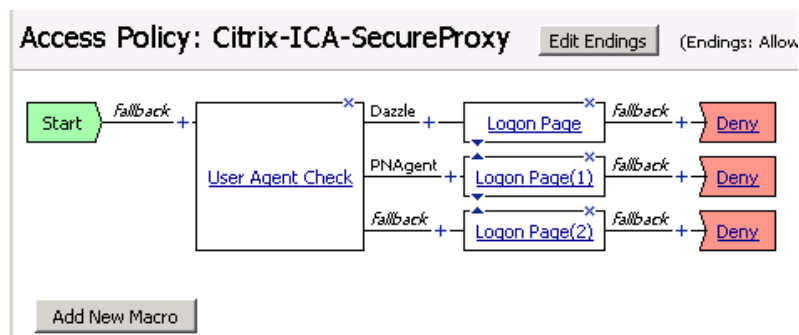 Access Policy: Citrix-ICA-SecureProxy Edit Endings (Endings: Allow
Start fallback + User Agent Check Dazzle + Logon Page fallback + Deny
PNAgent + Logon Page(1) fallback + Deny
fallback + Logon Page(2) fallback + Deny
Add New Macro